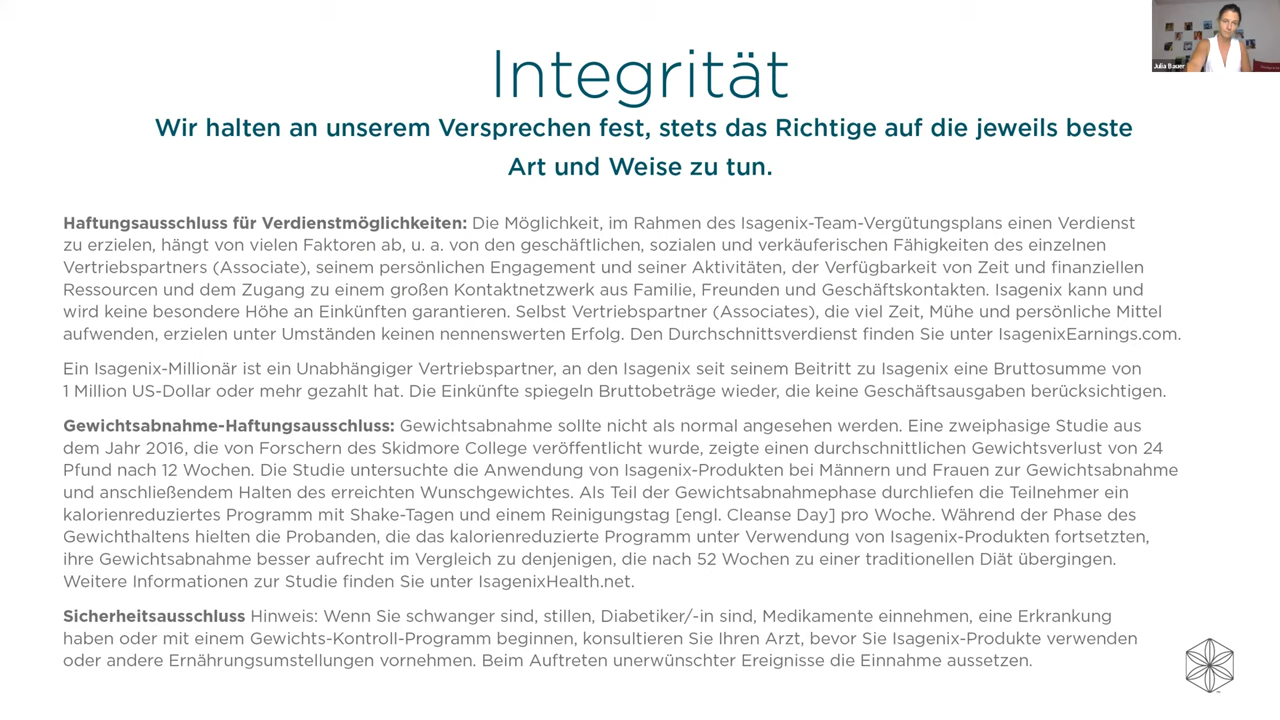 Integrität
Wir halten an unserem Versprechen fest, stets das Richtige auf die jeweils beste
Art und Weise zu tun.
Haftungsausschluss für Verdienstmöglichkeiten: Die Möglichkeit, im Rahmen des Isagenix-Team-Vergütungsplans einen Verdienst
zu erzielen, hängt von vielen Faktoren ab, u. a. von den geschäftlichen, sozialen und verkäuferischen Fähigkeiten des einzelnen
Vertriebspartners (Associate), seinem persönlichen Engagement und seiner Aktivitäten, der Verfügbarkeit von Zeit und finanziellen
Ressourcen und dem Zugang zu einem großen Kontaktnetzwerk aus Familie, Freunden und Geschäftskontakten. Isagenix kann und
wird keine besondere Höhe an Einkünften garantieren. Selbst Vertriebspartner (Associates), die viel Zeit, Mühe und persönliche Mittel
aufwenden, erzielen unter Umständen keinen nennenswerten Erfolg. Den Durchschnittsverdienst finden Sie unter IsagenixEarnings.com.
Ein Isagenix-Millionär ist ein Unabhängiger Vertriebspartner, an den Isagenix seit seinem Beitritt zu Isagenix eine Bruttosumme von
1 Million US-Dollar oder mehr gezahlt hat. Die Einkünfte spiegeln Bruttobeträge wieder, die keine Geschäftsausgaben berücksichtigen.
Gewichtsabnahme-Haftungsausschluss: Gewichtsabnahme sollte nicht als normal angesehen werden. Eine zweiphasige Studie aus
dem Jahr 2016, die von Forschern des Skidmore College veröffentlicht wurde, zeigte einen durchschnittlichen Gewichtsverlust von 24
Pfund nach 12 Wochen. Die Studie untersuchte die Anwendung von Isagenix-Produkten bei Männern und Frauen zur Gewichtsabnahme
und anschließendem Halten des erreichten Wunschgewichtes. Als Teil der Gewichtsabnahmephase durchliefen die Teilnehmer ein
kalorienreduziertes Programm mit Shake-Tagen und einem Reinigungstag [engl. Cleanse Day] pro Woche. Während der Phase des
Gewichthaltens hielten die Probanden, die das kalorienreduzierte Programm unter Verwendung von Isagenix-Produkten fortsetzten,
ihre Gewichtsabnahme besser aufrecht im Vergleich zu denjenigen, die nach 52 Wochen zu einer traditionellen Diät übergingen.
Weitere Informationen zur Studie finden Sie unter IsagenixHealth.net.
Sicherheitsausschluss Hinweis: Wenn Sie schwanger sind, stillen, Diabetiker/-in sind, Medikamente einnehmen, eine Erkrankung
haben oder mit einem Gewichts-Kontroll-Programm beginnen, konsultieren Sie Ihren Arzt, bevor Sie Isagenix-Produkte verwenden
oder andere Ernährungsumstellungen vornehmen. Beim Auftreten unerwünschter Ereignisse die Einnahme aussetzen.
Julia Bauer